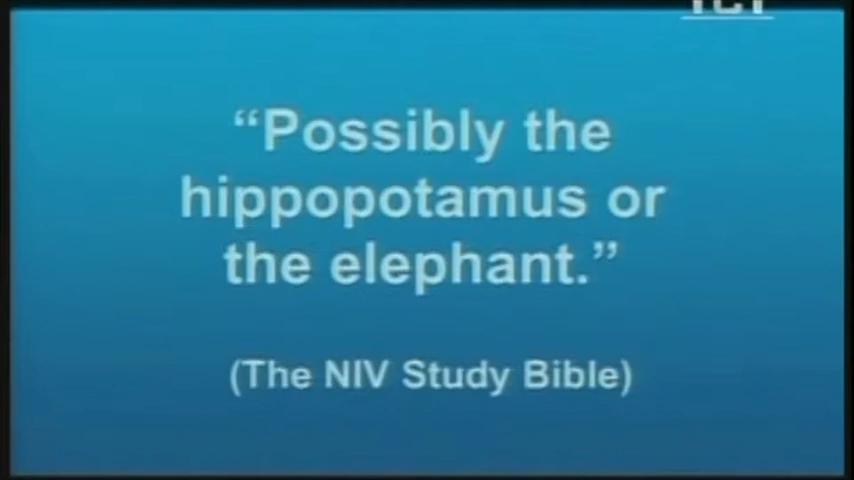 “Possibly the
hippopotamus or
the elephant.”
(The NIV Study Bible)